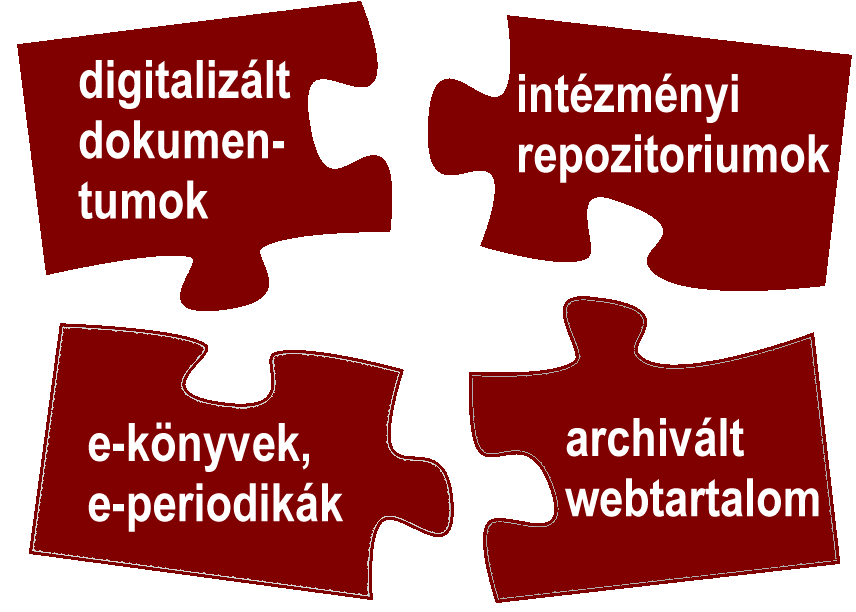 digitalizált
dokumen-
tumok
intézményi
repozitoriumok
e-könyvek,
e-periodikák
archivált
webtartalom